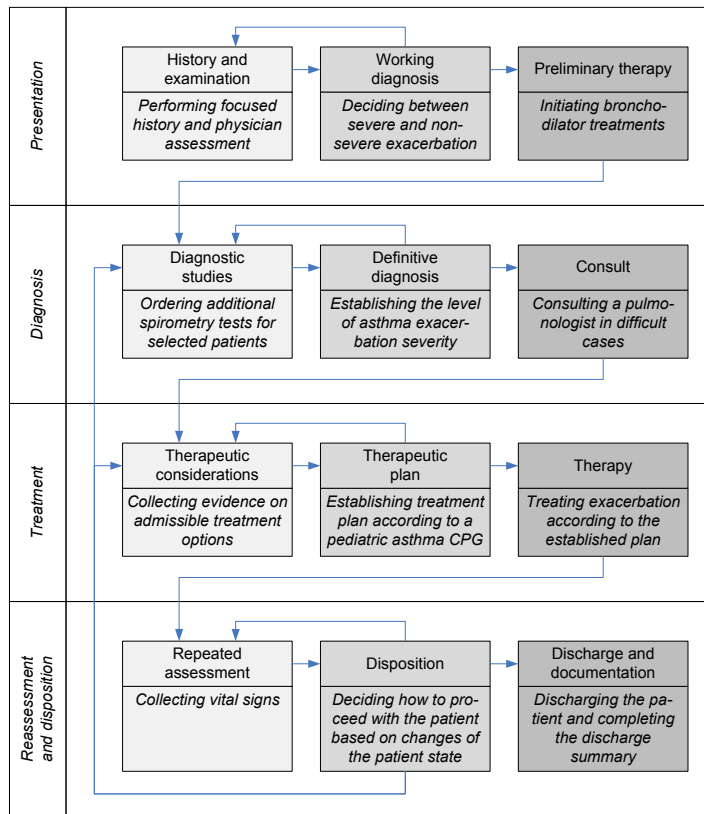 Presentation
History and
examination
Performing focused
history and physician
assessment
Working
diagnosis
Deciding between
severe and non-
severe exacerbation
Preliminary therapy
Initiating broncho-
dilator treatments
Diagnosis
Diagnostic
studies
Ordering additional
spirometry tests for
selected patients
Definitive
diagnosis
Establishing the level
of asthma exacer-
bation severity
Consult
Consulting a pulmo-
nologist in difficult
cases
Treatment
Therapeutic
considerations
Collecting evidence on
admissible treatment
options
Therapeutic
plan
Establishing treatment
plan according to a
pediatric asthma CPG
Therapy
Treating exacerbation
according to the
established plan
Reassessment
and disposition
Repeated
assessment
Collecting vital signs
Disposition
Deciding how to pro-
ceed with the patient
based on changes of
the patient state
Discharge and
documentation
Discharging the pa-
tient and completing
the discharge
summary